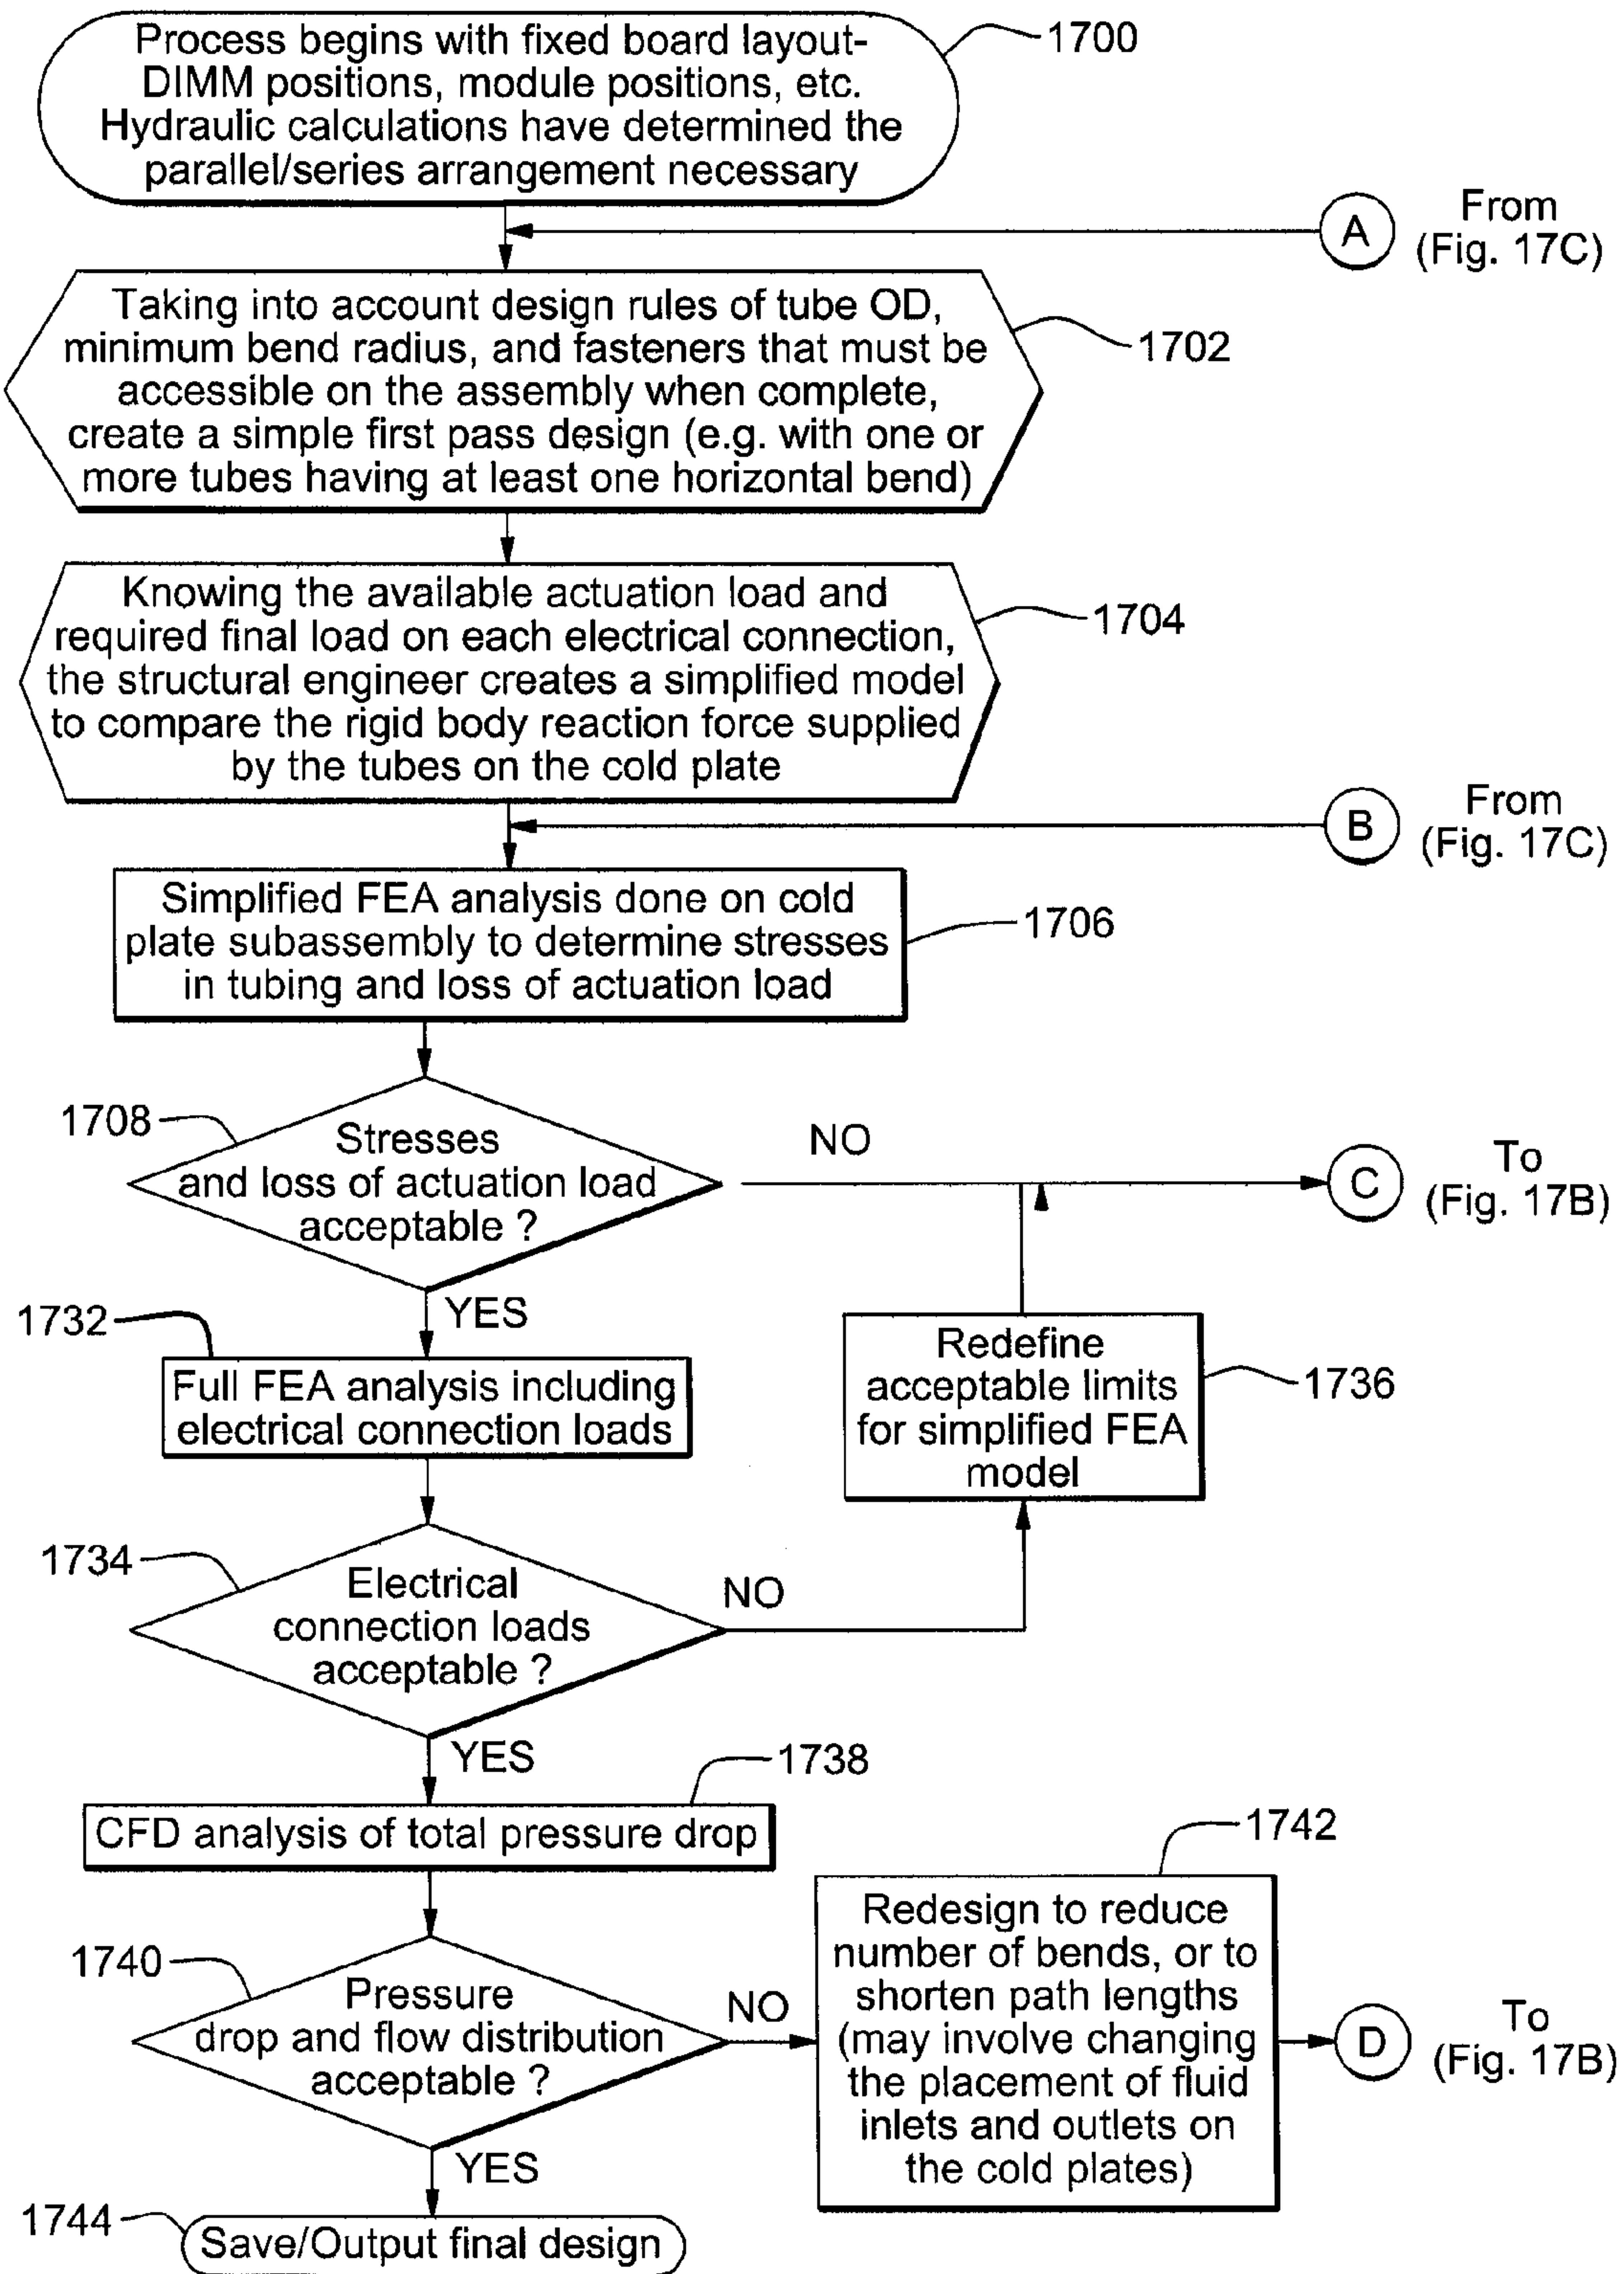 Process begins with fixed board layout-
DIMM positions, module positions, etc.
Hydraulic calculations have determined the
parallel/series arrangement necessary
1700
A
From
(Fig. 17C)
Taking into account design rules of tube OD,
minimum bend radius, and fasteners that must be
accessible on the assembly when complete,
create a simple first pass design (e.g. with one or
more tubes having at least one horizontal bend)
1702
Knowing the available actuation load and
required final load on each electrical connection,
the structural engineer creates a simplified model
to compare the rigid body reaction force supplied
by the tubes on the cold plate
1704
B
From
(Fig. 17C)
Simplified FEA analysis done on cold
plate subassembly to determine stresses
in tubing and loss of actuation load
1706
1708
Stresses
and loss of actuation load
acceptable ?
NO
C
To
(Fig. 17B)
YES
1732
Full FEA analysis including
electrical connection loads
Redefine
acceptable limits
for simplified FEA
model
1736
1734
Electrical
connection loads
acceptable ?
NO
YES
1738
CFD analysis of total pressure drop
1740
Pressure
drop and flow distribution
acceptable ?
NO
1742
Redesign to reduce
number of bends, or to
shorten path lengths
(may involve changing
the placement of fluid
inlets and outlets on
the cold plates)
D
To
(Fig. 17B)
YES
1744
Save/Output final design